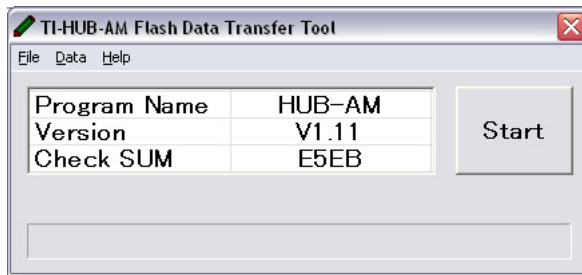 TI-HUB-AM Flash Data Transfer Tool
File Data Help
Program Name HUB-AM
Version V1.11
Check SUM E5EB
Start